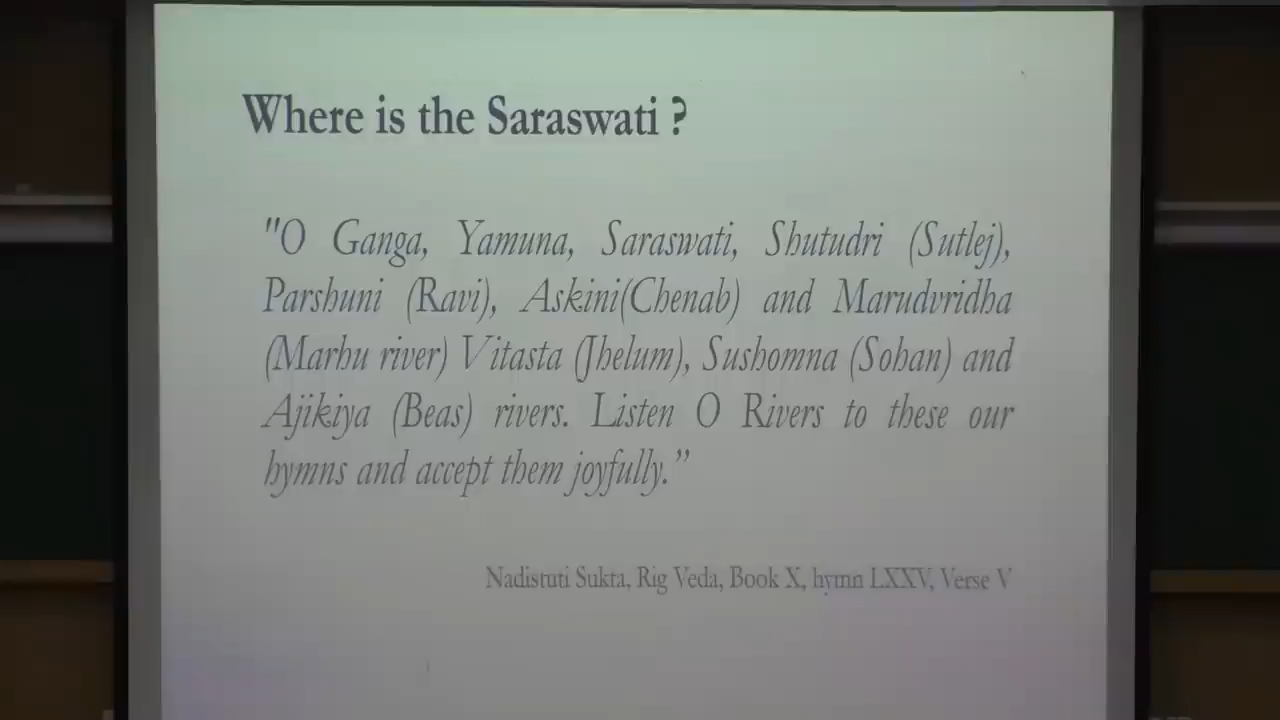 Where is the Saraswati ?
"O Ganga, Yamuna, Saraswati, Shutudri (Sutlej),
Parshuni (Ravi), Askini(Chenab) and Marudvridha
(Marhu river) Vitasta (Jhelum), Sushomna (Sohan) and
Ajikiya (Beas) rivers. Listen O Rivers to these our
hymns and accept them joyfully.”
Nadistuti Sukta, Rig Veda, Book X, hymn LXXV, Verse V